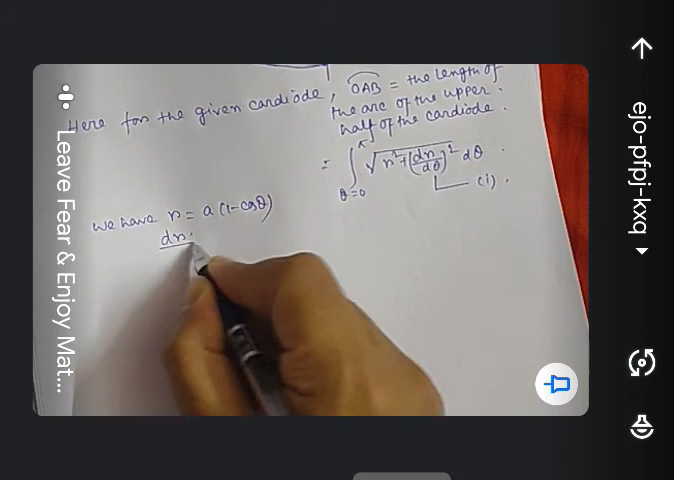 Here for the given cardiode, OAB = the length of
the arc of the upper
half of the cardiode.
= ∫_{θ=0}^{π} √(r²+(dr/dθ)²) dθ
(i).
we have r = a(1-cosθ)
dr
Leave Fear & Enjoy Mat...
ejo-pfpj-kxq